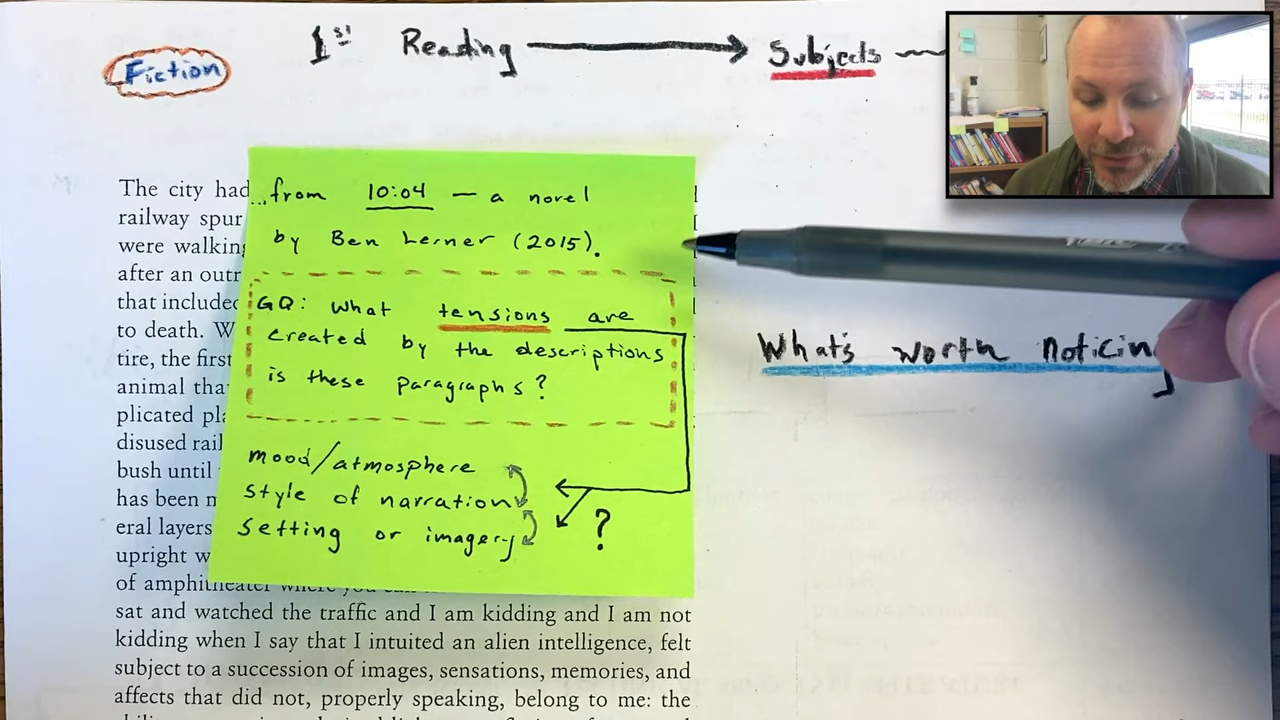 Fiction
1st Reading
Subjects
...from 10:04 — a novel
by Ben Lerner (2015).
GQ: What tensions are
created by the descriptions
is these paragraphs?
mood/atmosphere
style of narration
setting or imagery
?
What's worth noticing
The city had
railway spur
were walking
after an outr
that included
to death. W
tire, the first
animal tha
plicated pla
disused rail
bush until
has been m
eral layers
upright w
of amphitheater where you can
sat and watched the traffic and I am kidding and I am not
kidding when I say that I intuited an alien intelligence, felt
subject to a succession of images, sensations, memories, and
affects that did not, properly speaking, belong to me: the